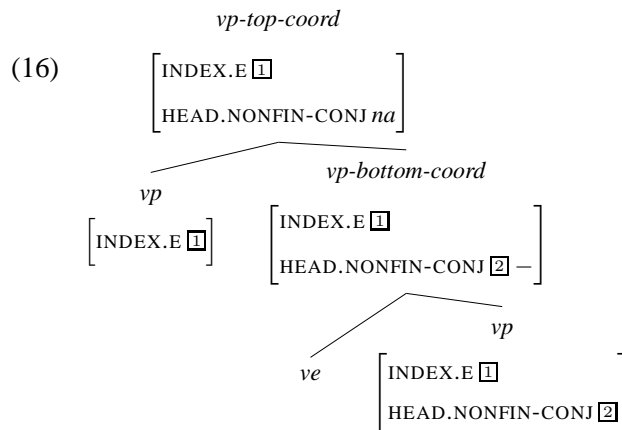 vp-top-coord
(16)
INDEX.E 1
HEAD.NONFIN-CONJ na
vp-bottom-coord
vp
INDEX.E 1
INDEX.E 1
HEAD.NONFIN-CONJ 2 –
vp
ve
INDEX.E 1
HEAD.NONFIN-CONJ 2